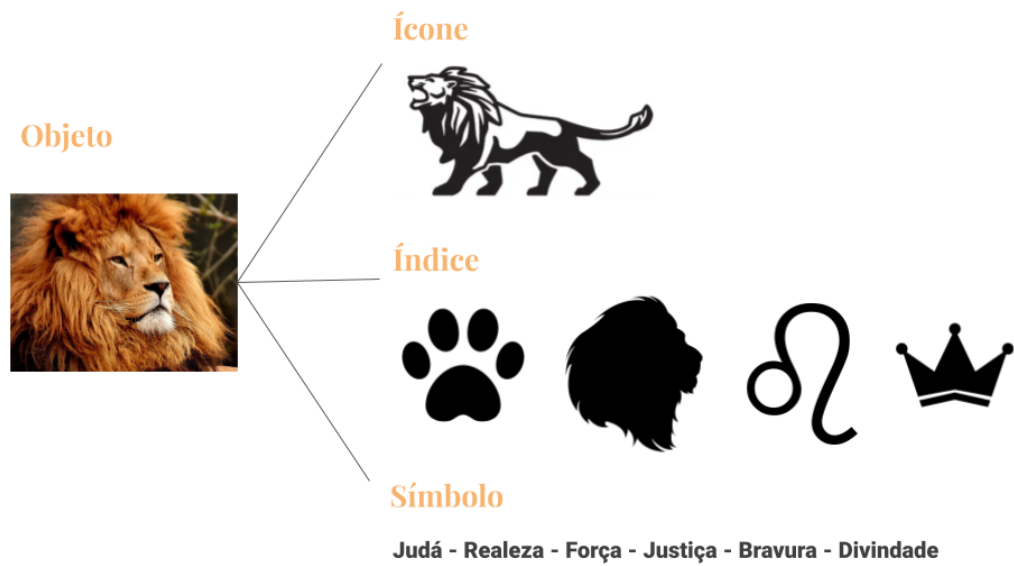 Ícone
Objeto
Índice
Símbolo
Judá - Realeza - Força - Justiça - Bravura - Divindade